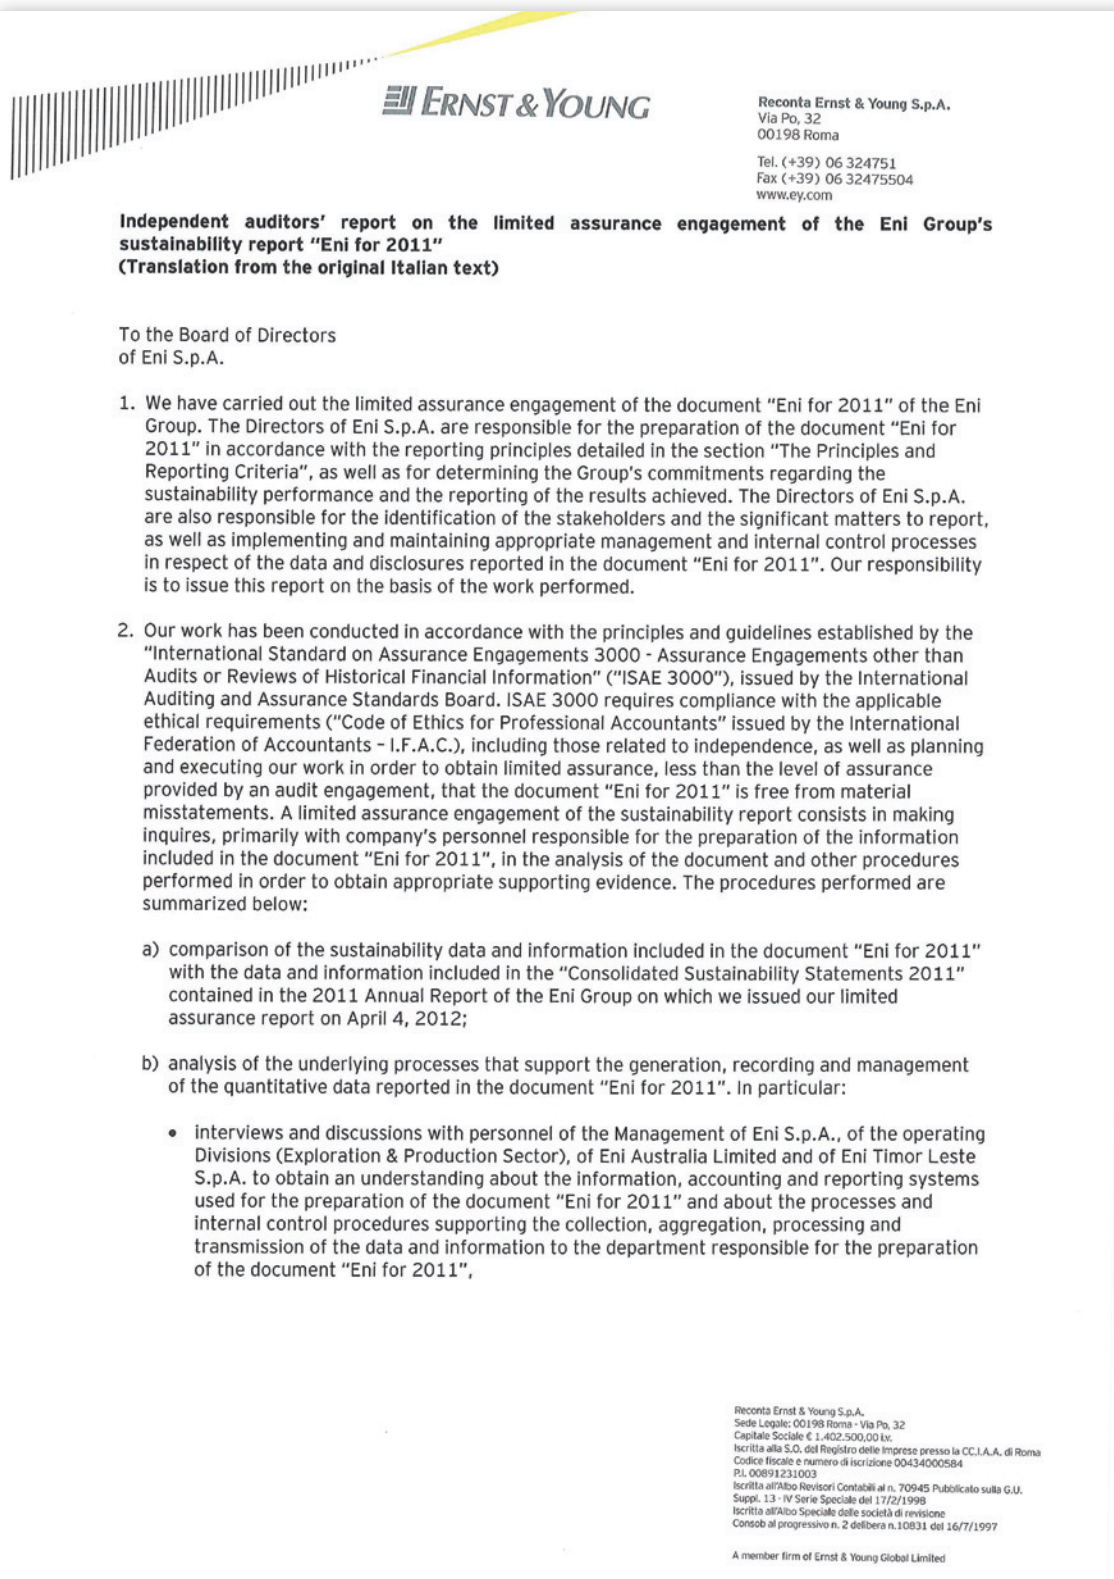 ERNST & YOUNG
Reconta Ernst & Young S.p.A.
Via Po, 32
00198 Roma
Tel. (+39) 06 324751
Fax (+39) 06 32475504
www.ey.com
Independent auditors' report on the limited assurance engagement of the Eni Group's
sustainability report “Eni for 2011”
(Translation from the original Italian text)
To the Board of Directors
of Eni S.p.A.
1. We have carried out the limited assurance engagement of the document “Eni for 2011” of the Eni
Group. The Directors of Eni S.p.A. are responsible for the preparation of the document “Eni for
2011” in accordance with the reporting principles detailed in the section “The Principles and
Reporting Criteria”, as well as for determining the Group's commitments regarding the
sustainability performance and the reporting of the results achieved. The Directors of Eni S.p.A.
are also responsible for the identification of the stakeholders and the significant matters to report,
as well as implementing and maintaining appropriate management and internal control processes
in respect of the data and disclosures reported in the document “Eni for 2011”. Our responsibility
is to issue this report on the basis of the work performed.
2. Our work has been conducted in accordance with the principles and guidelines established by the
“International Standard on Assurance Engagements 3000 - Assurance Engagements other than
Audits or Reviews of Historical Financial Information” (“ISAE 3000”), issued by the International
Auditing and Assurance Standards Board. ISAE 3000 requires compliance with the applicable
ethical requirements (“Code of Ethics for Professional Accountants” issued by the International
Federation of Accountants – I.F.A.C.), including those related to independence, as well as planning
and executing our work in order to obtain limited assurance, less than the level of assurance
provided by an audit engagement, that the document “Eni for 2011” is free from material
misstatements. A limited assurance engagement of the sustainability report consists in making
inquires, primarily with company's personnel responsible for the preparation of the information
included in the document “Eni for 2011”, in the analysis of the document and other procedures
performed in order to obtain appropriate supporting evidence. The procedures performed are
summarized below:
a) comparison of the sustainability data and information included in the document “Eni for 2011”
with the data and information included in the “Consolidated Sustainability Statements 2011”
contained in the 2011 Annual Report of the Eni Group on which we issued our limited
assurance report on April 4, 2012;
b) analysis of the underlying processes that support the generation, recording and management
of the quantitative data reported in the document “Eni for 2011”. In particular:
• interviews and discussions with personnel of the Management of Eni S.p.A., of the operating
Divisions (Exploration & Production Sector), of Eni Australia Limited and of Eni Timor Leste
S.p.A. to obtain an understanding about the information, accounting and reporting systems
used for the preparation of the document “Eni for 2011” and about the processes and
internal control procedures supporting the collection, aggregation, processing and
transmission of the data and information to the department responsible for the preparation
of the document “Eni for 2011”,
Reconta Ernst & Young S.p.A.
Sede Legale: 00198 Roma - Via Po, 32
Capitale Sociale € 1.402.500,00 i.v.
Iscritta alla S.O. del Registro delle Imprese presso la CC.I.A.A. di Roma
Codice fiscale e numero di iscrizione 00434000584
P.I. 00891231003
Iscritta all'Albo Revisori Contabili al n. 70945 Pubblicato sulla G.U.
Suppl. 13 - IV Serie Speciale del 17/2/1998
Iscritta all'Albo Speciale delle società di revisione
Consob al progressivo n. 2 delibera n.10831 del 16/7/1997
A member firm of Ernst & Young Global Limited